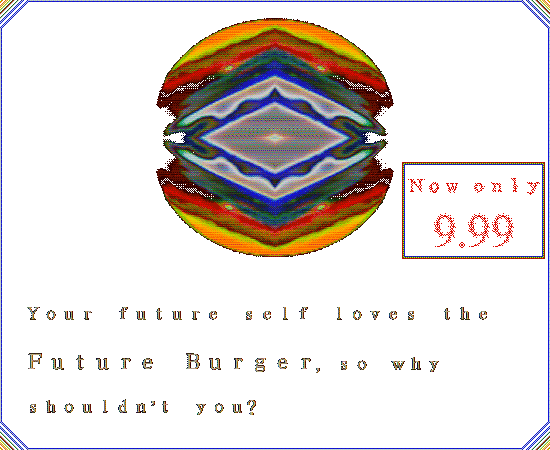 Now only
9.99
Your future self loves the
Future Burger, so why
shouldn't you?